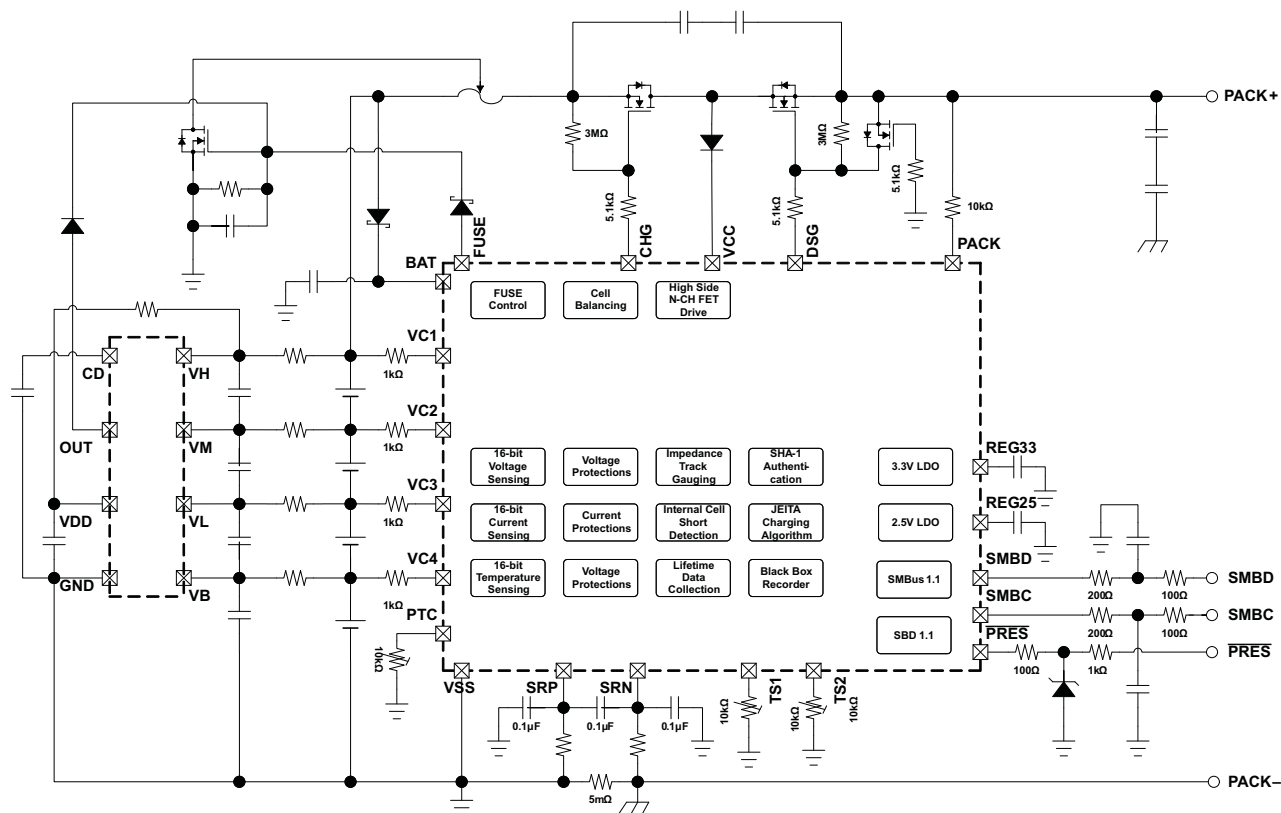 PACK+
3MΩ
3MΩ
5.1kΩ
5.1kΩ
5.1kΩ
10kΩ
FUSE
CHG
VCC
DSG
PACK
BAT
FUSE
Control
Cell
Balancing
High Side
N-CH FET
Drive
VC1
1kΩ
CD
VH
VC2
1kΩ
OUT
VM
16-bit
Voltage
Sensing
Voltage
Protections
Impedance
Track
Gauging
SHA-1
Authenti-
cation
3.3V LDO
REG33
VC3
1kΩ
VDD
VL
16-bit
Current
Sensing
Current
Protections
Internal Cell
Short
Detection
JEITA
Charging
Algorithm
2.5V LDO
REG25
VC4
1kΩ
GND
VB
16-bit
Temperature
Sensing
Voltage
Protections
Lifetime
Data
Collection
Black Box
Recorder
SMBus 1.1
SMBD
200Ω
100Ω
SMBD
SMBC
200Ω
100Ω
SMBC
SBD 1.1
PTC
10kΩ
PRES
100Ω
1kΩ
PRES
VSS
SRP
SRN
TS1
TS2
0.1µF
0.1µF
0.1µF
10kΩ
10kΩ
10kΩ
5mΩ
PACK–